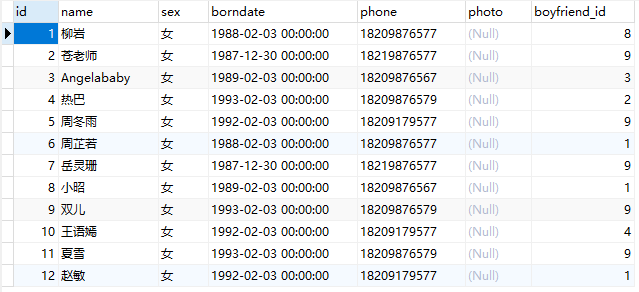 id name sex borndate phone photo boyfriend_id
1 柳岩 女 1988-02-03 00:00:00 18209876577 (Null) 8
2 苍老师 女 1987-12-30 00:00:00 18219876577 (Null) 9
3 Angelababy 女 1989-02-03 00:00:00 18209876567 (Null) 3
4 热巴 女 1993-02-03 00:00:00 18209876579 (Null) 2
5 周冬雨 女 1992-02-03 00:00:00 18209179577 (Null) 9
6 周芷若 女 1988-02-03 00:00:00 18209876577 (Null) 1
7 岳灵珊 女 1987-12-30 00:00:00 18219876577 (Null) 9
8 小昭 女 1989-02-03 00:00:00 18209876567 (Null) 1
9 双儿 女 1993-02-03 00:00:00 18209876579 (Null) 9
10 王语嫣 女 1992-02-03 00:00:00 18209179577 (Null) 4
11 夏雪 女 1993-02-03 00:00:00 18209876579 (Null) 9
12 赵敏 女 1992-02-03 00:00:00 18209179577 (Null) 1